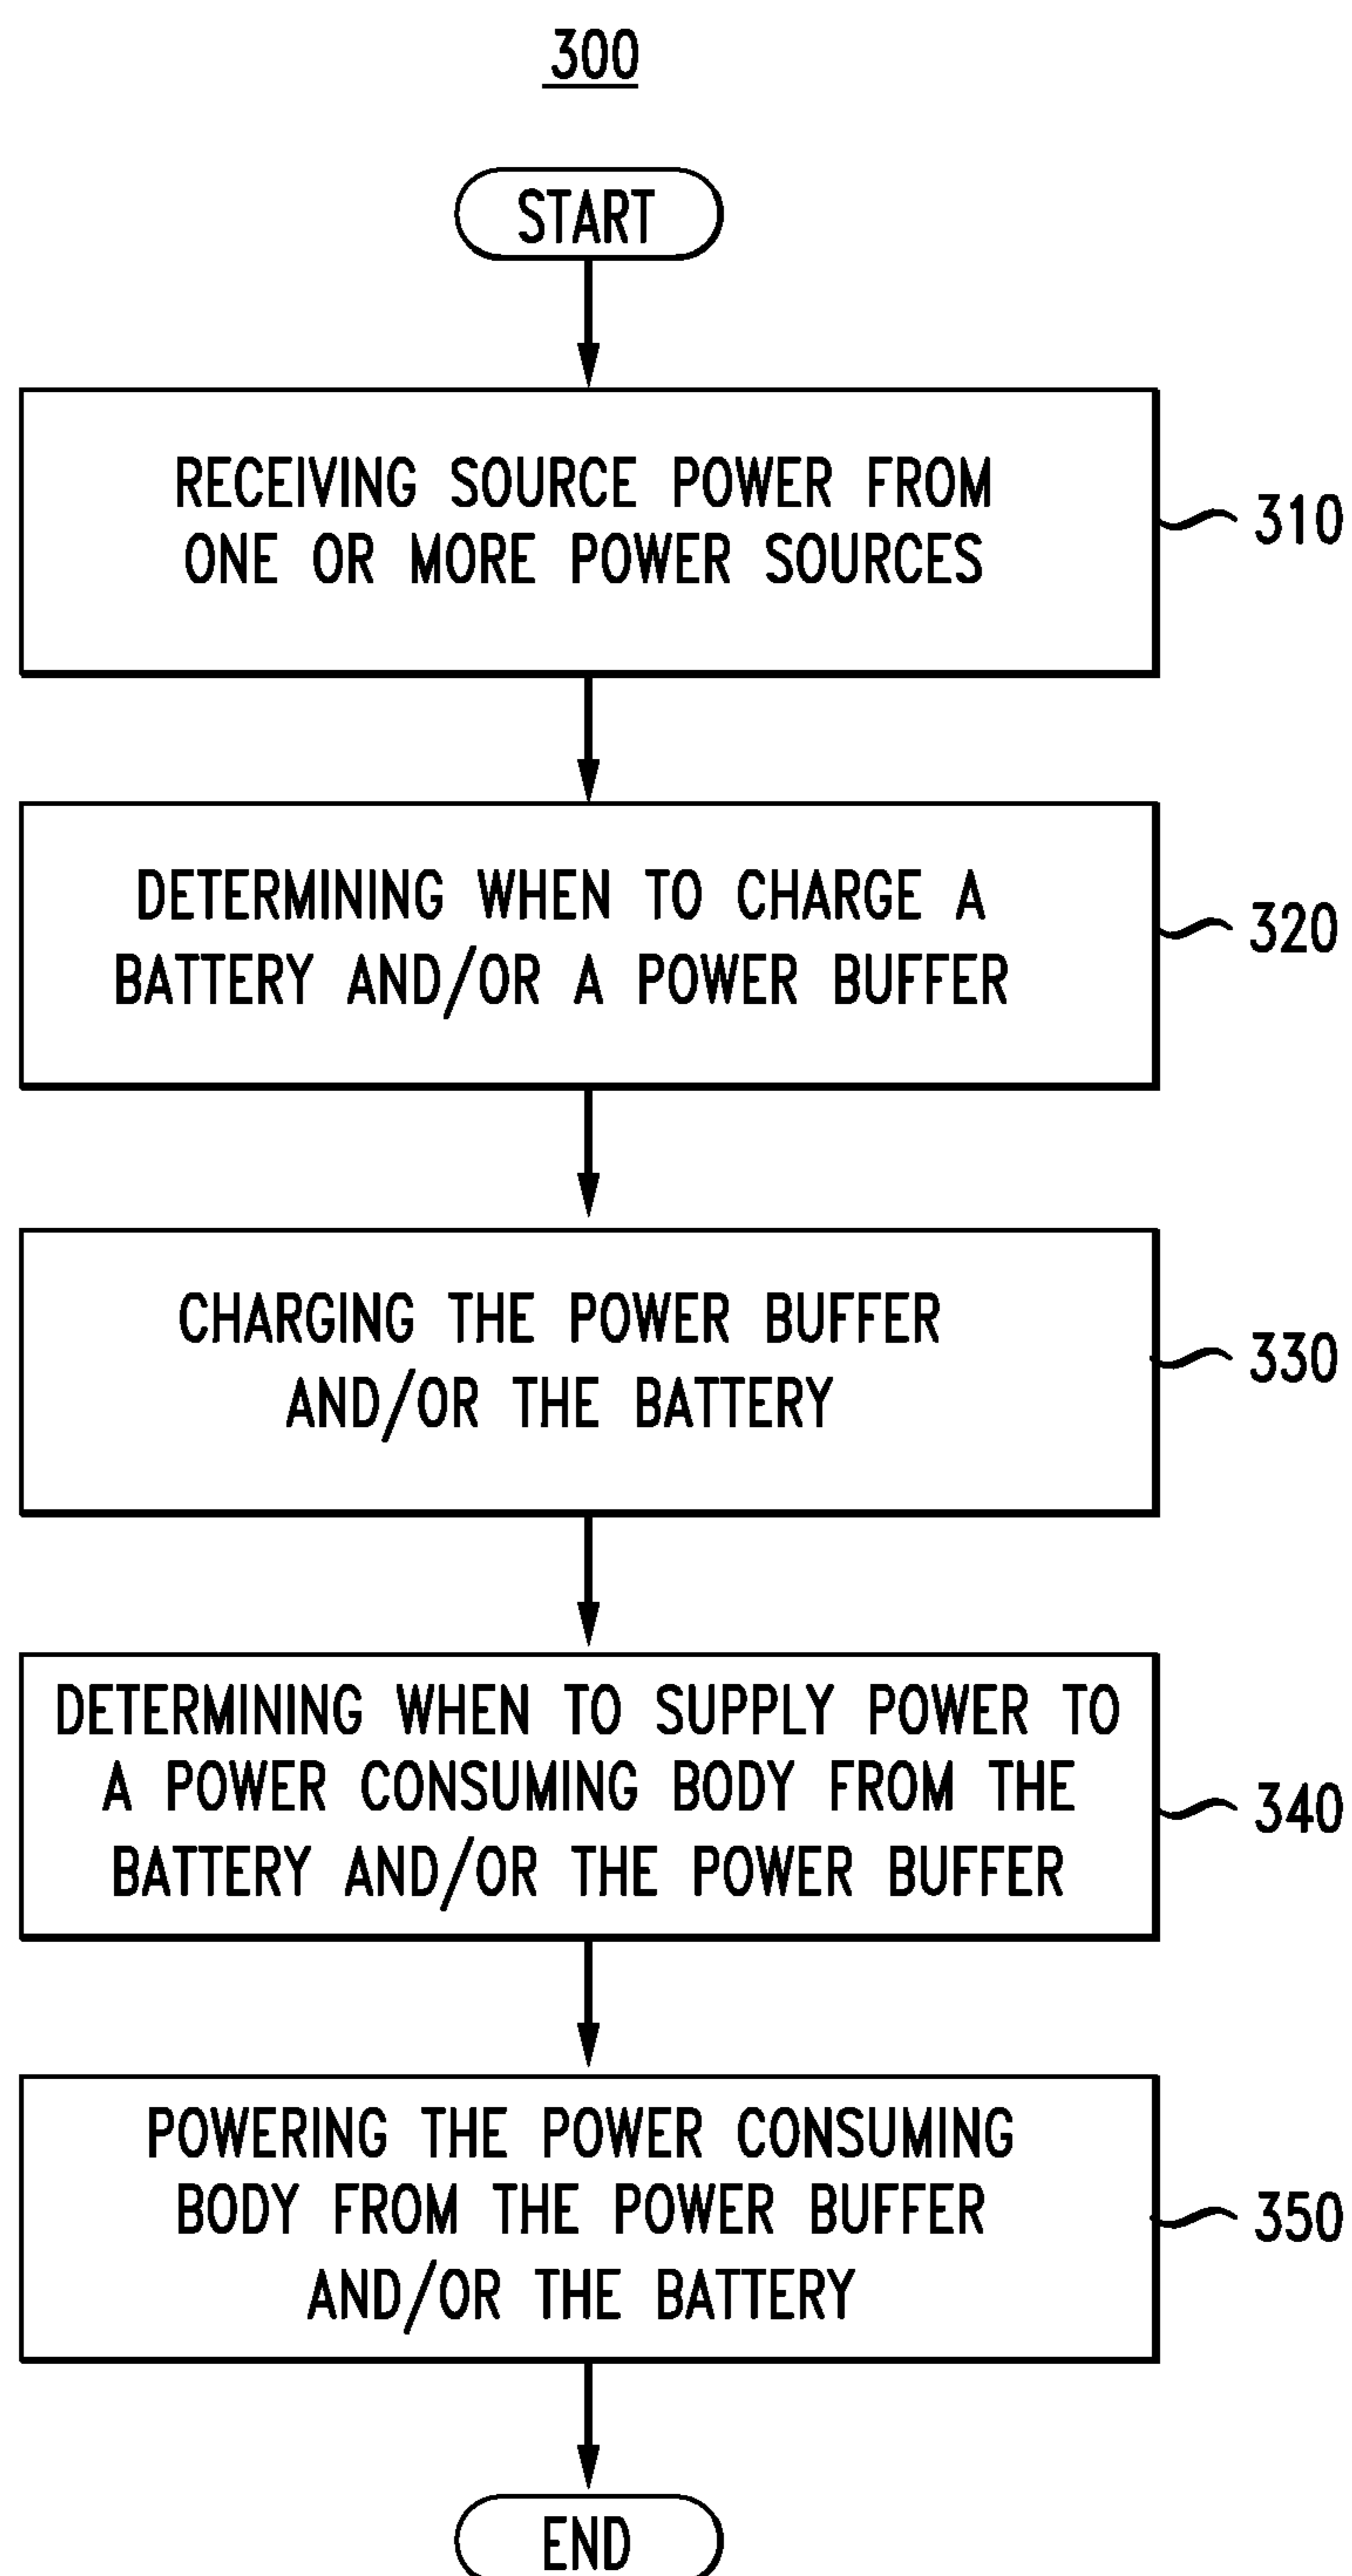 300
START
RECEIVING SOURCE POWER FROM
ONE OR MORE POWER SOURCES
310
DETERMINING WHEN TO CHARGE A
BATTERY AND/OR A POWER BUFFER
320
CHARGING THE POWER BUFFER
AND/OR THE BATTERY
330
DETERMINING WHEN TO SUPPLY POWER TO
A POWER CONSUMING BODY FROM THE
BATTERY AND/OR THE POWER BUFFER
340
POWERING THE POWER CONSUMING
BODY FROM THE POWER BUFFER
AND/OR THE BATTERY
350
END